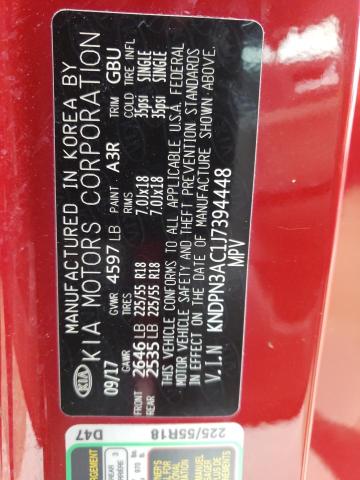 MANUFACTURED IN KOREA BY
KIA KIA MOTORS CORPORATION
09/17 GVWR 4597 LB PAINT A3R TRIM GBU
GAWR TIRES RIMS COLD TIRE INFL
FRONT 2646 LB 225/55 R18 7.0Jx18 35psi SINGLE
REAR 2535 LB 225/55 R18 7.0Jx18 35psi SINGLE
THIS VEHICLE CONFORMS TO ALL APPLICABLE U.S.A. FEDERAL
MOTOR VEHICLE SAFETY AND THEFT PREVENTION
STANDARDS IN EFFECT ON THE DATE OF MANUFACTURE SHOWN ABOVE.
V.I.N KNDPN3AC1J7394448
MPV
D47
225/55R18